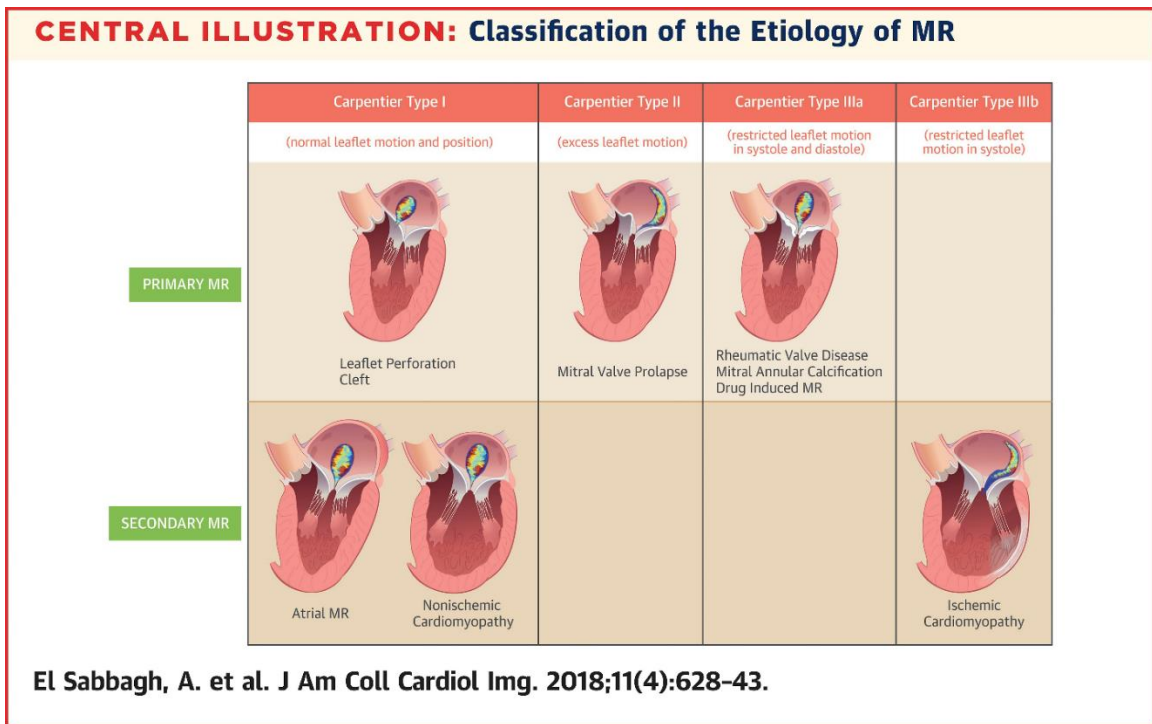 CENTRAL ILLUSTRATION: Classification of the Etiology of MR
Carpentier Type I
Carpentier Type II
Carpentier Type IIIa
Carpentier Type IIIb
(normal leaflet motion and position)
(excess leaflet motion)
(restricted leaflet motion
in systole and diastole)
(restricted leaflet
motion in systole)
PRIMARY MR
Leaflet Perforation
Cleft
Mitral Valve Prolapse
Rheumatic Valve Disease
Mitral Annular Calcification
Drug Induced MR
SECONDARY MR
Atrial MR
Nonischemic
Cardiomyopathy
Ischemic
Cardiomyopathy
El Sabbagh, A. et al. J Am Coll Cardiol Img. 2018;11(4):628–43.